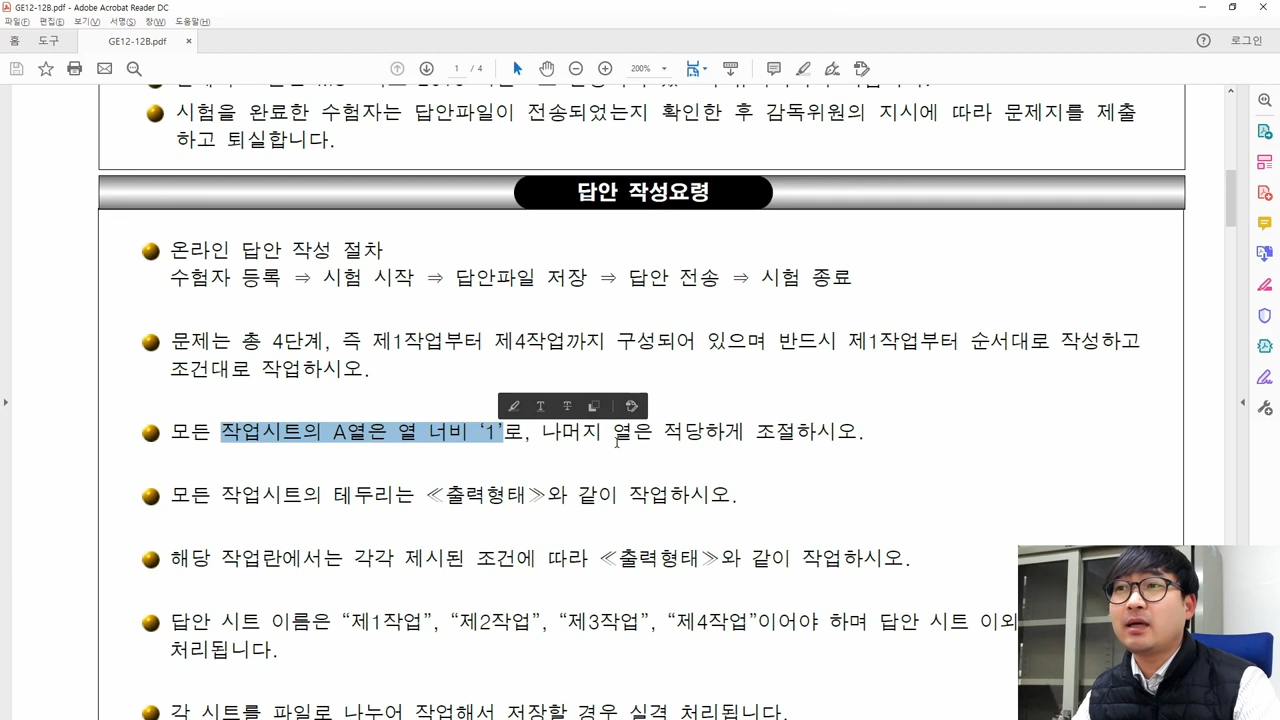 GE12-12B.pdf - Adobe Acrobat Reader DC
파일(F) 편집(E) 보기(V) 서명(S) 창(W) 도움말(H)
홈 도구 GE12-12B.pdf × 로그인
1 / 4 200%
시험을 완료한 수험자는 답안파일이 전송되었는지 확인한 후 감독위원의 지시에 따라 문제지를 제출
하고 퇴실합니다.
답안 작성요령
온라인 답안 작성 절차
수험자 등록 ⇒ 시험 시작 ⇒ 답안파일 저장 ⇒ 답안 전송 ⇒ 시험 종료
문제는 총 4단계, 즉 제1작업부터 제4작업까지 구성되어 있으며 반드시 제1작업부터 순서대로 작성하고
조건대로 작업하시오.
모든 작업시트의 A열은 열 너비 ‘1’로, 나머지 열은 적당하게 조절하시오.
모든 작업시트의 테두리는 ≪출력형태≫와 같이 작업하시오.
해당 작업란에서는 각각 제시된 조건에 따라 ≪출력형태≫와 같이 작업하시오.
답안 시트 이름은 “제1작업”, “제2작업”, “제3작업”, “제4작업”이어야 하며 답안 시트 이외
처리됩니다.
각 시트를 파일로 나누어 작업해서 저장할 경우 실격 처리됩니다.